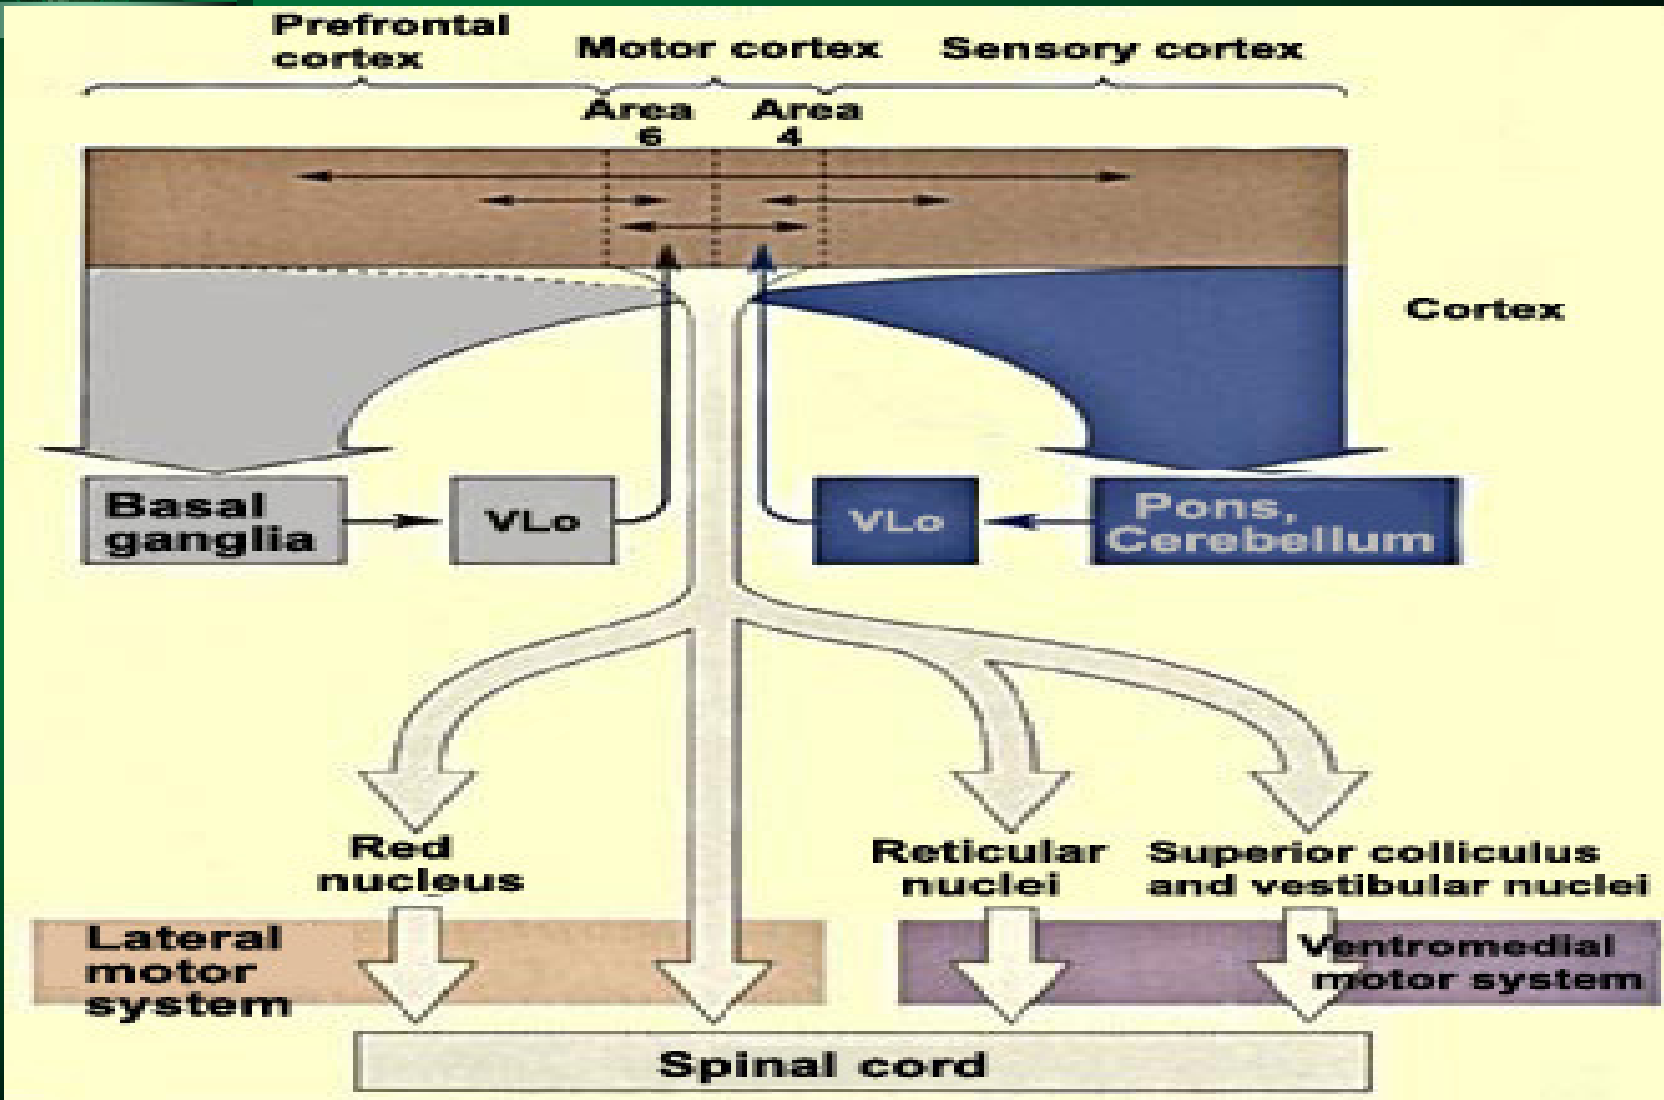 Prefrontal
cortex
Motor cortex
Sensory cortex
Area
6
Area
4
Cortex
Basal
ganglia
VLo
VLo
Pons,
Cerebellum
Red
nucleus
Reticular
nuclei
Superior colliculus
and vestibular nuclei
Lateral
motor
system
Ventromedial
motor system
Spinal cord